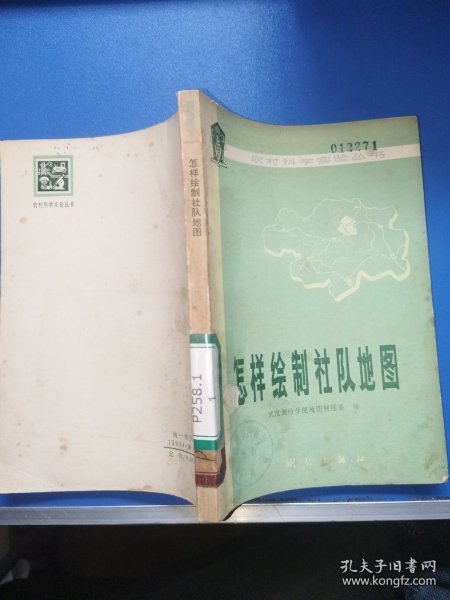 农村科学实验丛书
怎样绘制社队地图
P258.1
1
012271
农村科学实验丛书
怎样绘制社队地图
武汉测绘学院地图制图系 编
测绘出版社
孔夫子旧书网
www.kongfz.com